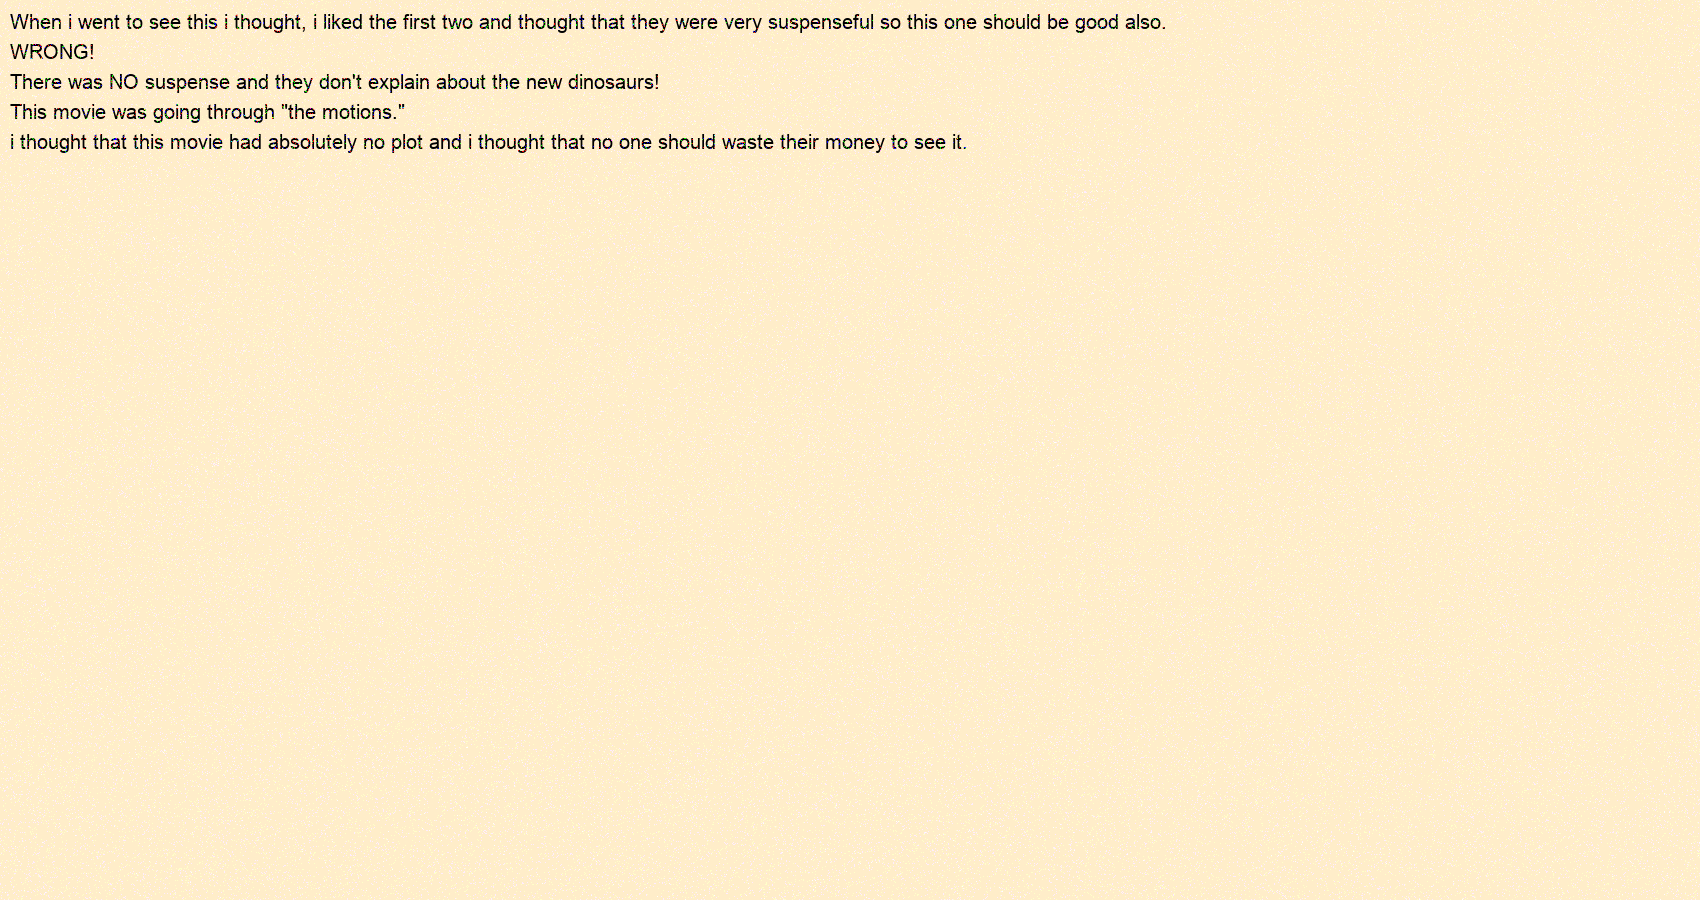 When i went to see this i thought, i liked the first two and thought that they were very suspenseful so this one should be good also.
WRONG!
There was NO suspense and they don't explain about the new dinosaurs!
This movie was going through "the motions."
i thought that this movie had absolutely no plot and i thought that no one should waste their money to see it.